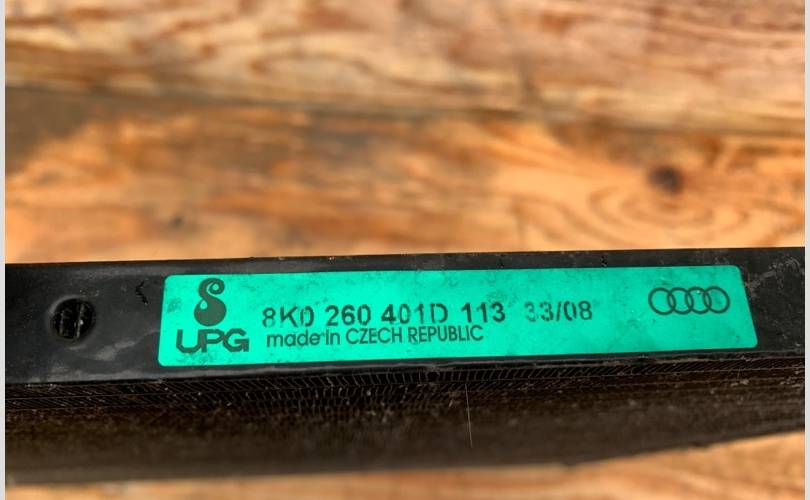 8K0 260 401D 113 33/08
UPG made in CZECH REPUBLIC